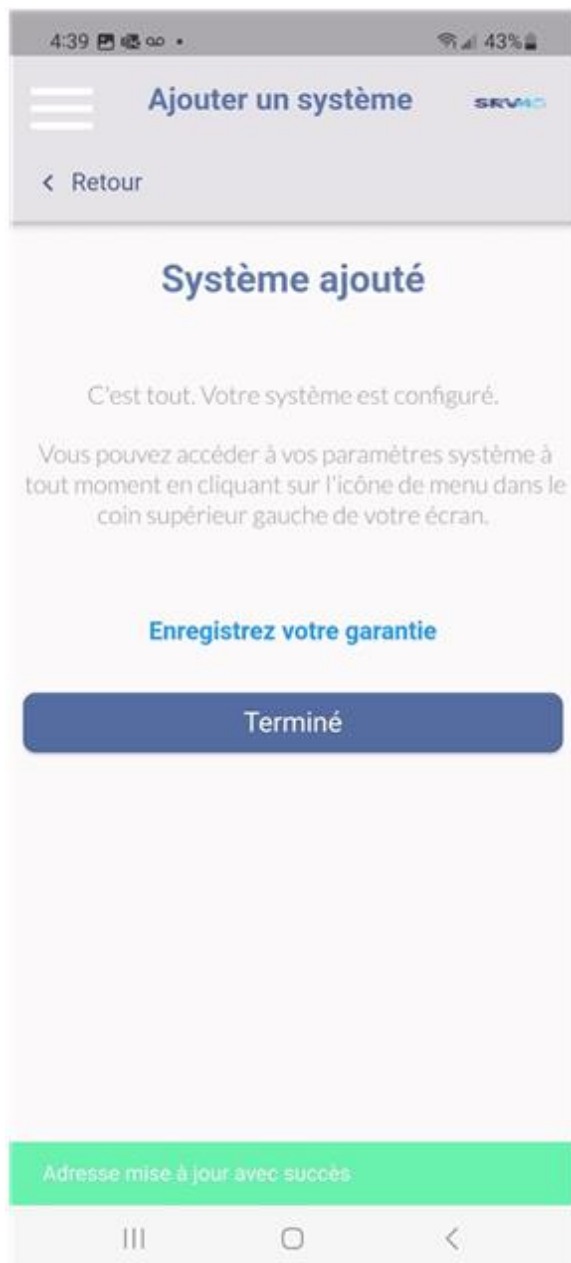 4:39
43%
Ajouter un système
SRV40
< Retour
Système ajouté
C'est tout. Votre système est configuré.
Vous pouvez accéder à vos paramètres système à
tout moment en cliquant sur l'icône de menu dans le
coin supérieur gauche de votre écran.
Enregistrez votre garantie
Terminé
Adresse mise à jour avec succès